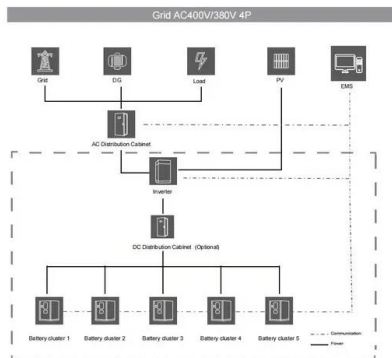 Grid AC400V/380V 4P
Grid
DG
Load
PV
EMS
AC Distribution Cabinet
Inverter
DC Distribution Cabinet (Optional)
Battery cluster 1
Battery cluster 2
Battery cluster 3
Battery cluster 4
Battery cluster 5
Communication
Power